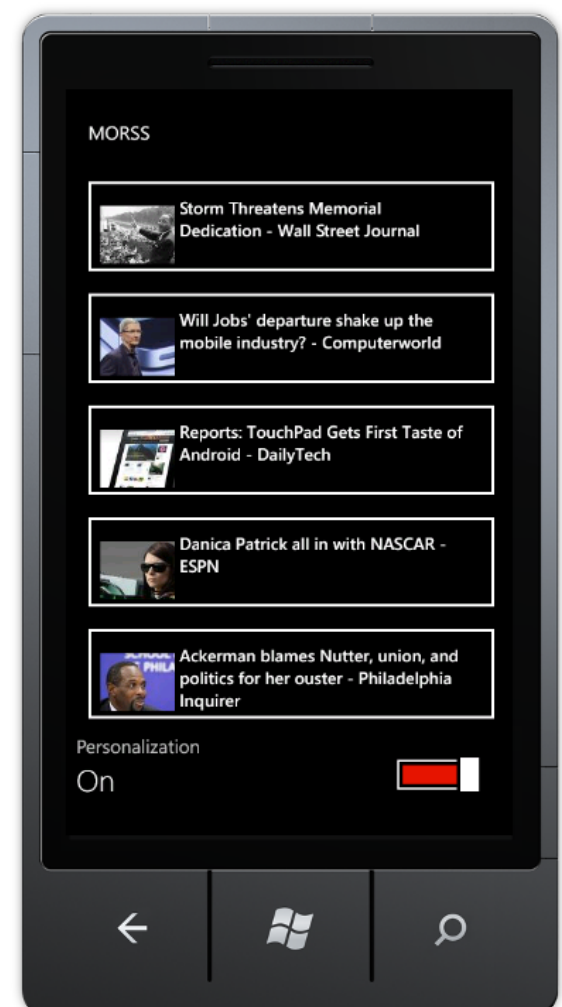 MORSS
Storm Threatens Memorial
Dedication - Wall Street Journal
Will Jobs' departure shake up the
mobile industry? - Computerworld
Reports: TouchPad Gets First Taste of
Android - DailyTech
Danica Patrick all in with NASCAR -
ESPN
SCHOOL
PHILA
Ackerman blames Nutter, union, and
politics for her ouster - Philadelphia
Inquirer
Personalization
On